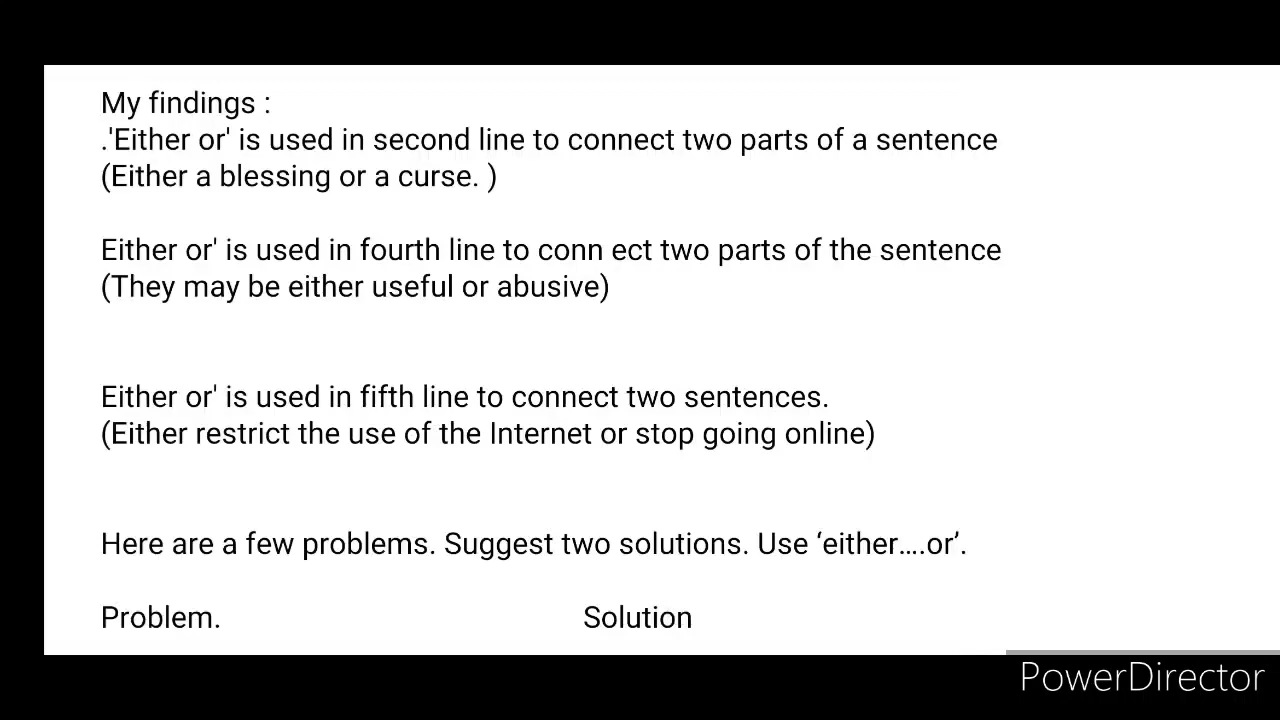 My findings :
.'Either or' is used in second line to connect two parts of a sentence
(Either a blessing or a curse. )
Either or' is used in fourth line to conn ect two parts of the sentence
(They may be either useful or abusive)
Either or' is used in fifth line to connect two sentences.
(Either restrict the use of the Internet or stop going online)
Here are a few problems. Suggest two solutions. Use ‘either….or’.
Problem. Solution
PowerDirector